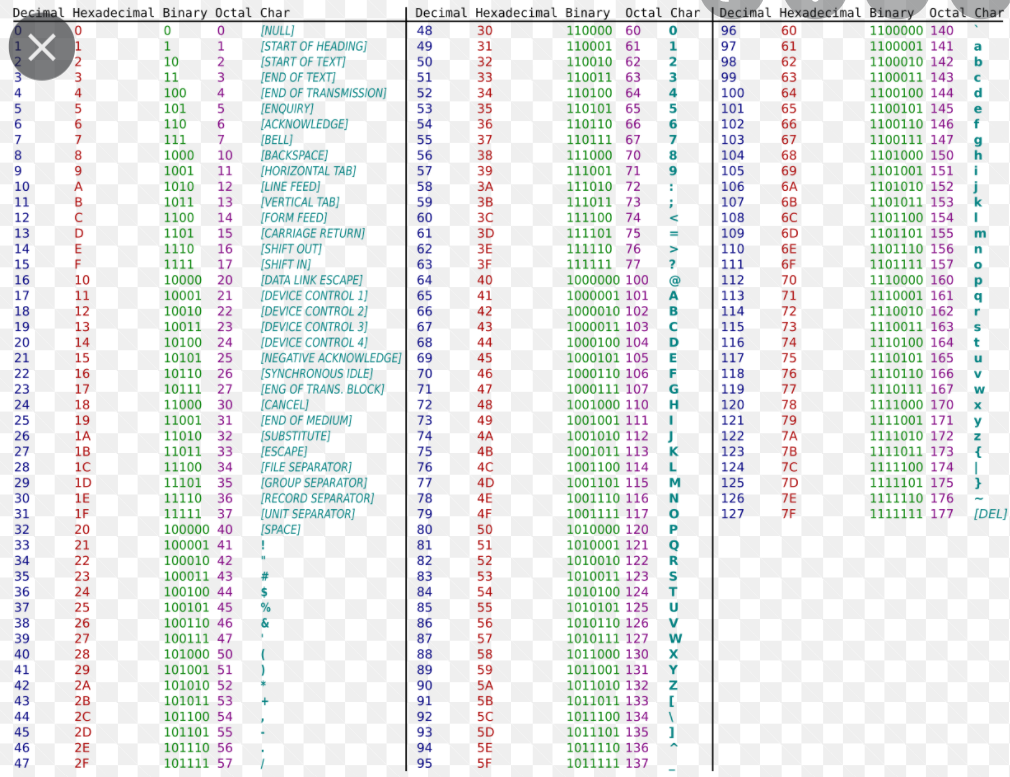 Decimal Hexadecimal Binary Octal Char
0 0 0 0 [NULL]
1 1 1 1 [START OF HEADING]
2 2 10 2 [START OF TEXT]
3 3 11 3 [END OF TEXT]
4 4 100 4 [END OF TRANSMISSION]
5 5 101 5 [ENQUIRY]
6 6 110 6 [ACKNOWLEDGE]
7 7 111 7 [BELL]
8 8 1000 10 [BACKSPACE]
9 9 1001 11 [HORIZONTAL TAB]
10 A 1010 12 [LINE FEED]
11 B 1011 13 [VERTICAL TAB]
12 C 1100 14 [FORM FEED]
13 D 1101 15 [CARRIAGE RETURN]
14 E 1110 16 [SHIFT OUT]
15 F 1111 17 [SHIFT IN]
16 10 10000 20 [DATA LINK ESCAPE]
17 11 10001 21 [DEVICE CONTROL 1]
18 12 10010 22 [DEVICE CONTROL 2]
19 13 10011 23 [DEVICE CONTROL 3]
20 14 10100 24 [DEVICE CONTROL 4]
21 15 10101 25 [NEGATIVE ACKNOWLEDGE]
22 16 10110 26 [SYNCHRONOUS IDLE]
23 17 10111 27 [ENG OF TRANS. BLOCK]
24 18 11000 30 [CANCEL]
25 19 11001 31 [END OF MEDIUM]
26 1A 11010 32 [SUBSTITUTE]
27 1B 11011 33 [ESCAPE]
28 1C 11100 34 [FILE SEPARATOR]
29 1D 11101 35 [GROUP SEPARATOR]
30 1E 11110 36 [RECORD SEPARATOR]
31 1F 11111 37 [UNIT SEPARATOR]
32 20 100000 40 [SPACE]
33 21 100001 41 !
34 22 100010 42 "
35 23 100011 43 #
36 24 100100 44 $
37 25 100101 45 %
38 26 100110 46 &
39 27 100111 47 '
40 28 101000 50 (
41 29 101001 51 )
42 2A 101010 52 *
43 2B 101011 53 +
44 2C 101100 54 ,
45 2D 101101 55 -
46 2E 101110 56 .
47 2F 101111 57 /
Decimal Hexadecimal Binary Octal Char
48 30 110000 60 0
49 31 110001 61 1
50 32 110010 62 2
51 33 110011 63 3
52 34 110100 64 4
53 35 110101 65 5
54 36 110110 66 6
55 37 110111 67 7
56 38 111000 70 8
57 39 111001 71 9
58 3A 111010 72 :
59 3B 111011 73 ;
60 3C 111100 74 <
61 3D 111101 75 =
62 3E 111110 76 >
63 3F 111111 77 ?
64 40 1000000 100 @
65 41 1000001 101 A
66 42 1000010 102 B
67 43 1000011 103 C
68 44 1000100 104 D
69 45 1000101 105 E
70 46 1000110 106 F
71 47 1000111 107 G
72 48 1001000 110 H
73 49 1001001 111 I
74 4A 1001010 112 J
75 4B 1001011 113 K
76 4C 1001100 114 L
77 4D 1001101 115 M
78 4E 1001110 116 N
79 4F 1001111 117 O
80 50 1010000 120 P
81 51 1010001 121 Q
82 52 1010010 122 R
83 53 1010011 123 S
84 54 1010100 124 T
85 55 1010101 125 U
86 56 1010110 126 V
87 57 1010111 127 W
88 58 1011000 130 X
89 59 1011001 131 Y
90 5A 1011010 132 Z
91 5B 1011011 133 [
92 5C 1011100 134 \
93 5D 1011101 135 ]
94 5E 1011110 136 ^
95 5F 1011111 137 _
Decimal Hexadecimal Binary Octal Char
96 60 1100000 140 `
97 61 1100001 141 a
98 62 1100010 142 b
99 63 1100011 143 c
100 64 1100100 144 d
101 65 1100101 145 e
102 66 1100110 146 f
103 67 1100111 147 g
104 68 1101000 150 h
105 69 1101001 151 i
106 6A 1101010 152 j
107 6B 1101011 153 k
108 6C 1101100 154 l
109 6D 1101101 155 m
110 6E 1101110 156 n
111 6F 1101111 157 o
112 70 1110000 160 p
113 71 1110001 161 q
114 72 1110010 162 r
115 73 1110011 163 s
116 74 1110100 164 t
117 75 1110101 165 u
118 76 1110110 166 v
119 77 1110111 167 w
120 78 1111000 170 x
121 79 1111001 171 y
122 7A 1111010 172 z
123 7B 1111011 173 {
124 7C 1111100 174 |
125 7D 1111101 175 }
126 7E 1111110 176 ~
127 7F 1111111 177 [DEL]